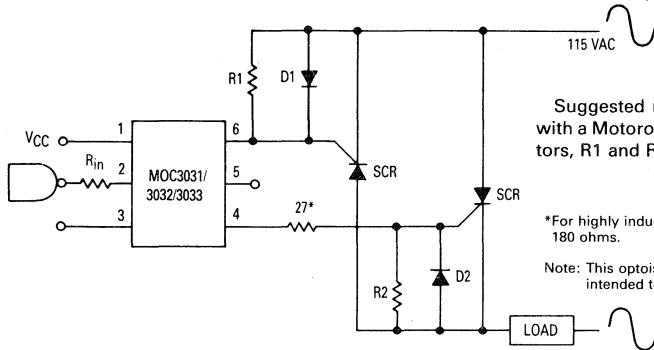 115 VAC
R1
D1
VCC
1
6
Rin
2
MOC3031/
3032/3033
5
SCR
SCR
3
4
27*
R2
D2
LOAD
Suggested
with a Motoro
tors, R1 and R
*For highly indu
180 ohms.
Note: This optois
intended to